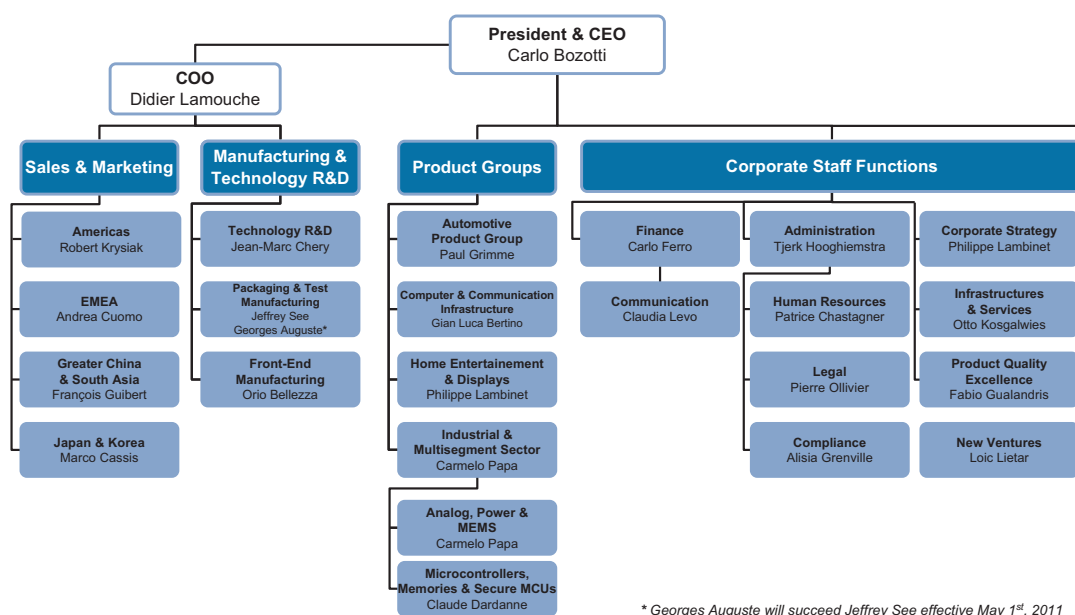 President & CEO
Carlo Bozotti
COO
Didier Lamouche
Sales & Marketing
Manufacturing &
Technology R&D
Product Groups
Corporate Staff Functions
Americas
Robert Krysiak
EMEA
Andrea Cuomo
Greater China
& South Asia
François Guibert
Japan & Korea
Marco Cassis
Technology R&D
Jean-Marc Chery
Packaging & Test
Manufacturing
Jeffrey See
Georges Auguste*
Front-End
Manufacturing
Orio Bellezza
Automotive
Product Group
Paul Grimme
Computer & Communication
Infrastructure
Gian Luca Bertino
Home Entertainement
& Displays
Philippe Lambinet
Industrial &
Multisegment Sector
Carmelo Papa
Analog, Power &
MEMS
Carmelo Papa
Microcontrollers,
Memories & Secure MCUs
Claude Dardanne
Finance
Carlo Ferro
Communication
Claudia Levo
Administration
Tjerk Hooghiemstra
Human Resources
Patrice Chastagner
Legal
Pierre Ollivier
Compliance
Alisia Grenville
Corporate Strategy
Philippe Lambinet
Infrastructures
& Services
Otto Kosgalwies
Product Quality
Excellence
Fabio Gualandris
New Ventures
Loic Lietar
* Georges Auguste will succeed Jeffrey See effective May 1st, 2011